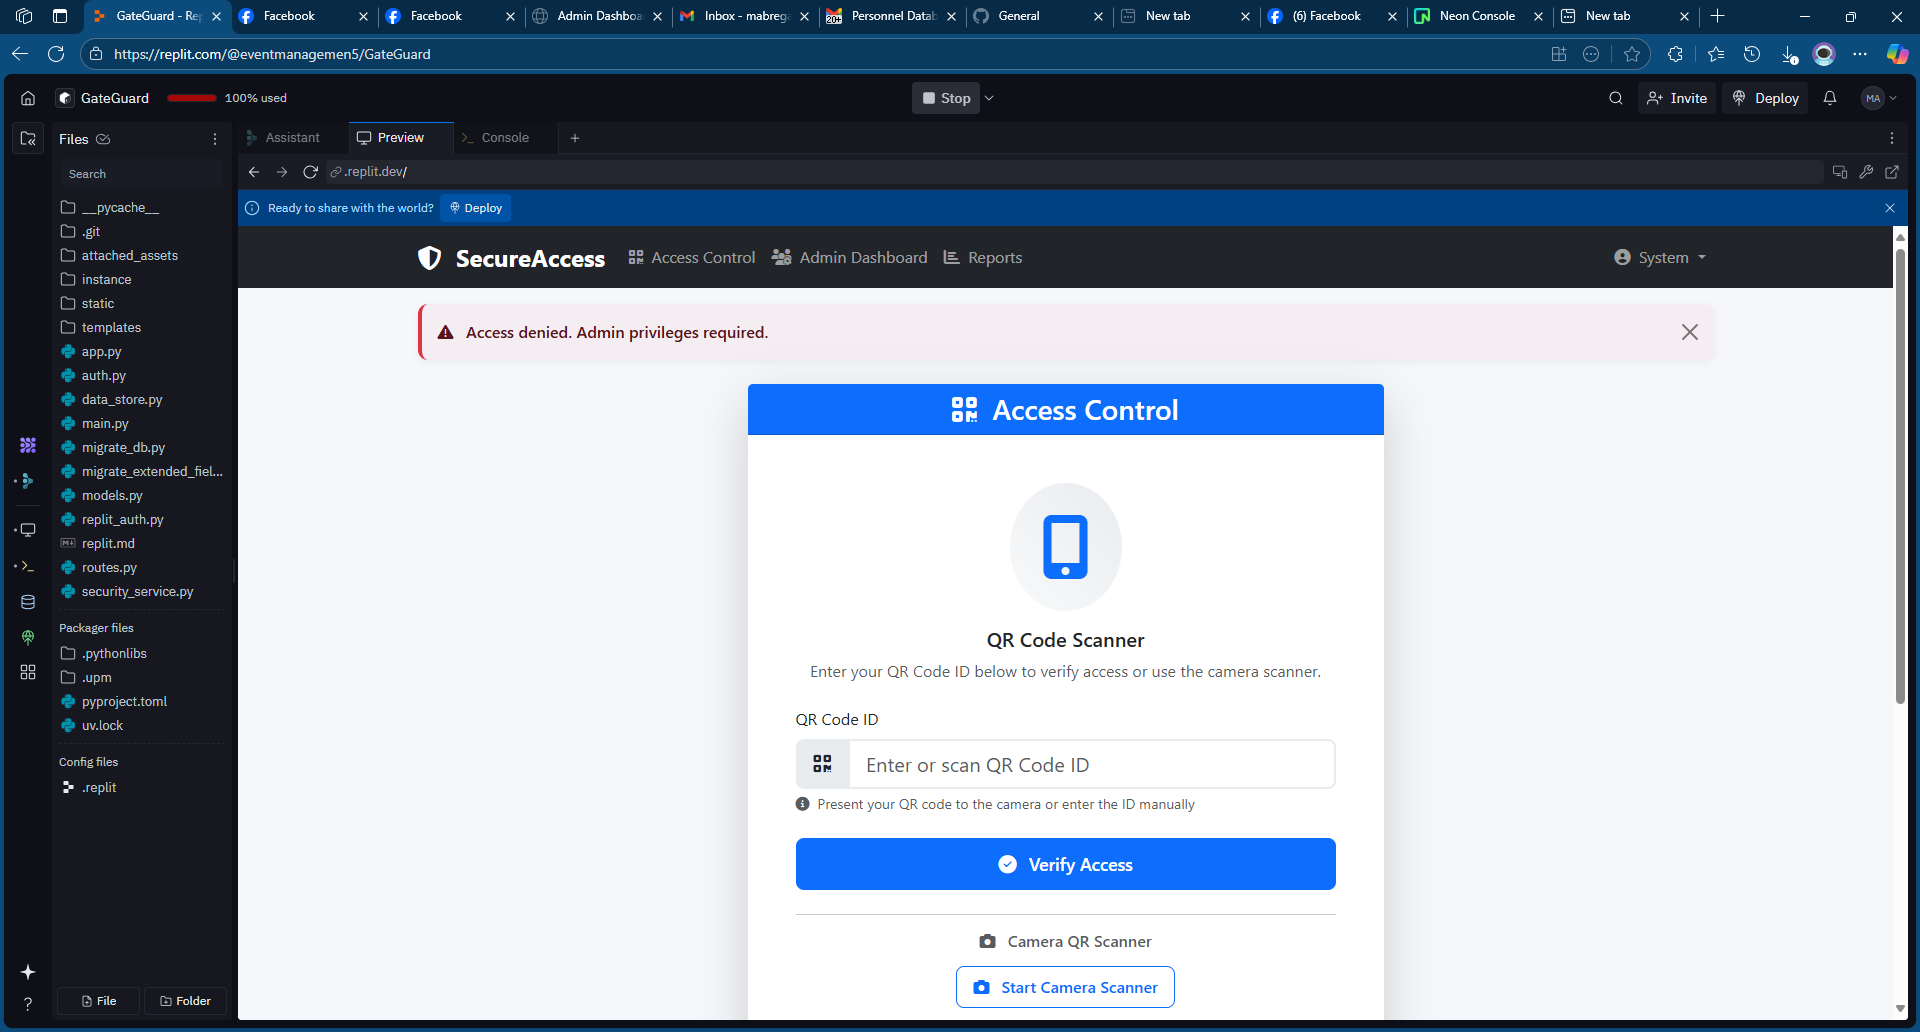 GateGuard - Rep
Facebook
Facebook
Admin Dashboa
Inbox - mabrega
20+
Personnel Datab
General
New tab
(6) Facebook
Neon Console
New tab
https://replit.com/@eventmanagemen5/GateGuard
GateGuard
100% used
Stop
Invite
Deploy
MA
Files
Assistant
Preview
Console
Search
.replit.dev/
Ready to share with the world?
Deploy
__pycache__
.git
attached_assets
instance
static
templates
app.py
auth.py
data_store.py
main.py
migrate_db.py
migrate_extended_fiel...
models.py
replit_auth.py
replit.md
routes.py
security_service.py
Packager files
.pythonlibs
.upm
pyproject.toml
uv.lock
Config files
.replit
File
Folder
SecureAccess
Access Control
Admin Dashboard
Reports
System
Access denied. Admin privileges required.
Access Control
QR Code Scanner
Enter your QR Code ID below to verify access or use the camera scanner.
QR Code ID
Enter or scan QR Code ID
Present your QR code to the camera or enter the ID manually
Verify Access
Camera QR Scanner
Start Camera Scanner